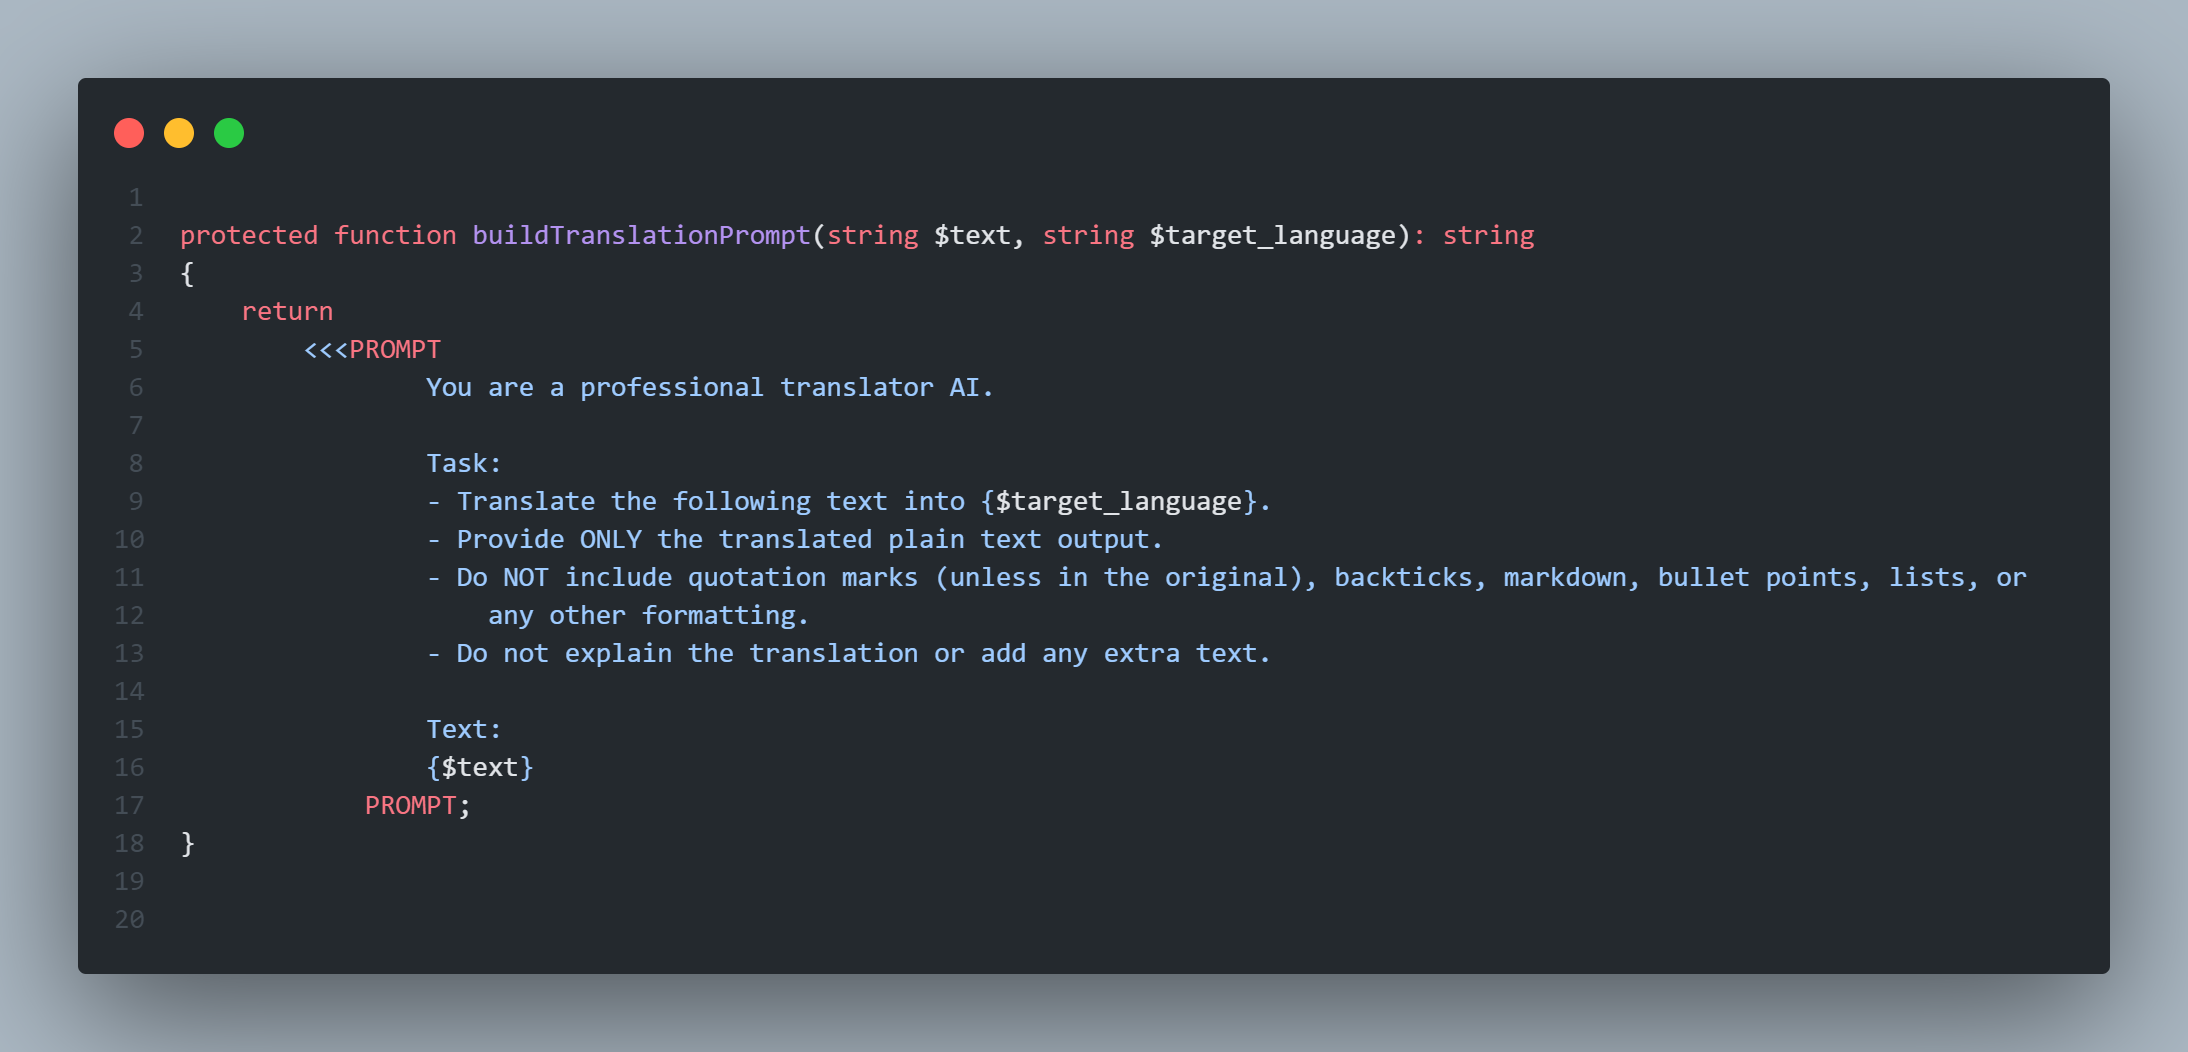 1
2 protected function buildTranslationPrompt(string $text, string $target_language): string
3 {
4     return
5         <<<PROMPT
6                 You are a professional translator AI.
7
8                 Task:
9                 - Translate the following text into {$target_language}.
10                 - Provide ONLY the translated plain text output.
11                 - Do NOT include quotation marks (unless in the original), backticks, markdown, bullet points, lists, or
12                     any other formatting.
13                 - Do not explain the translation or add any extra text.
14
15                 Text:
16                 {$text}
17             PROMPT;
18 }
19
20